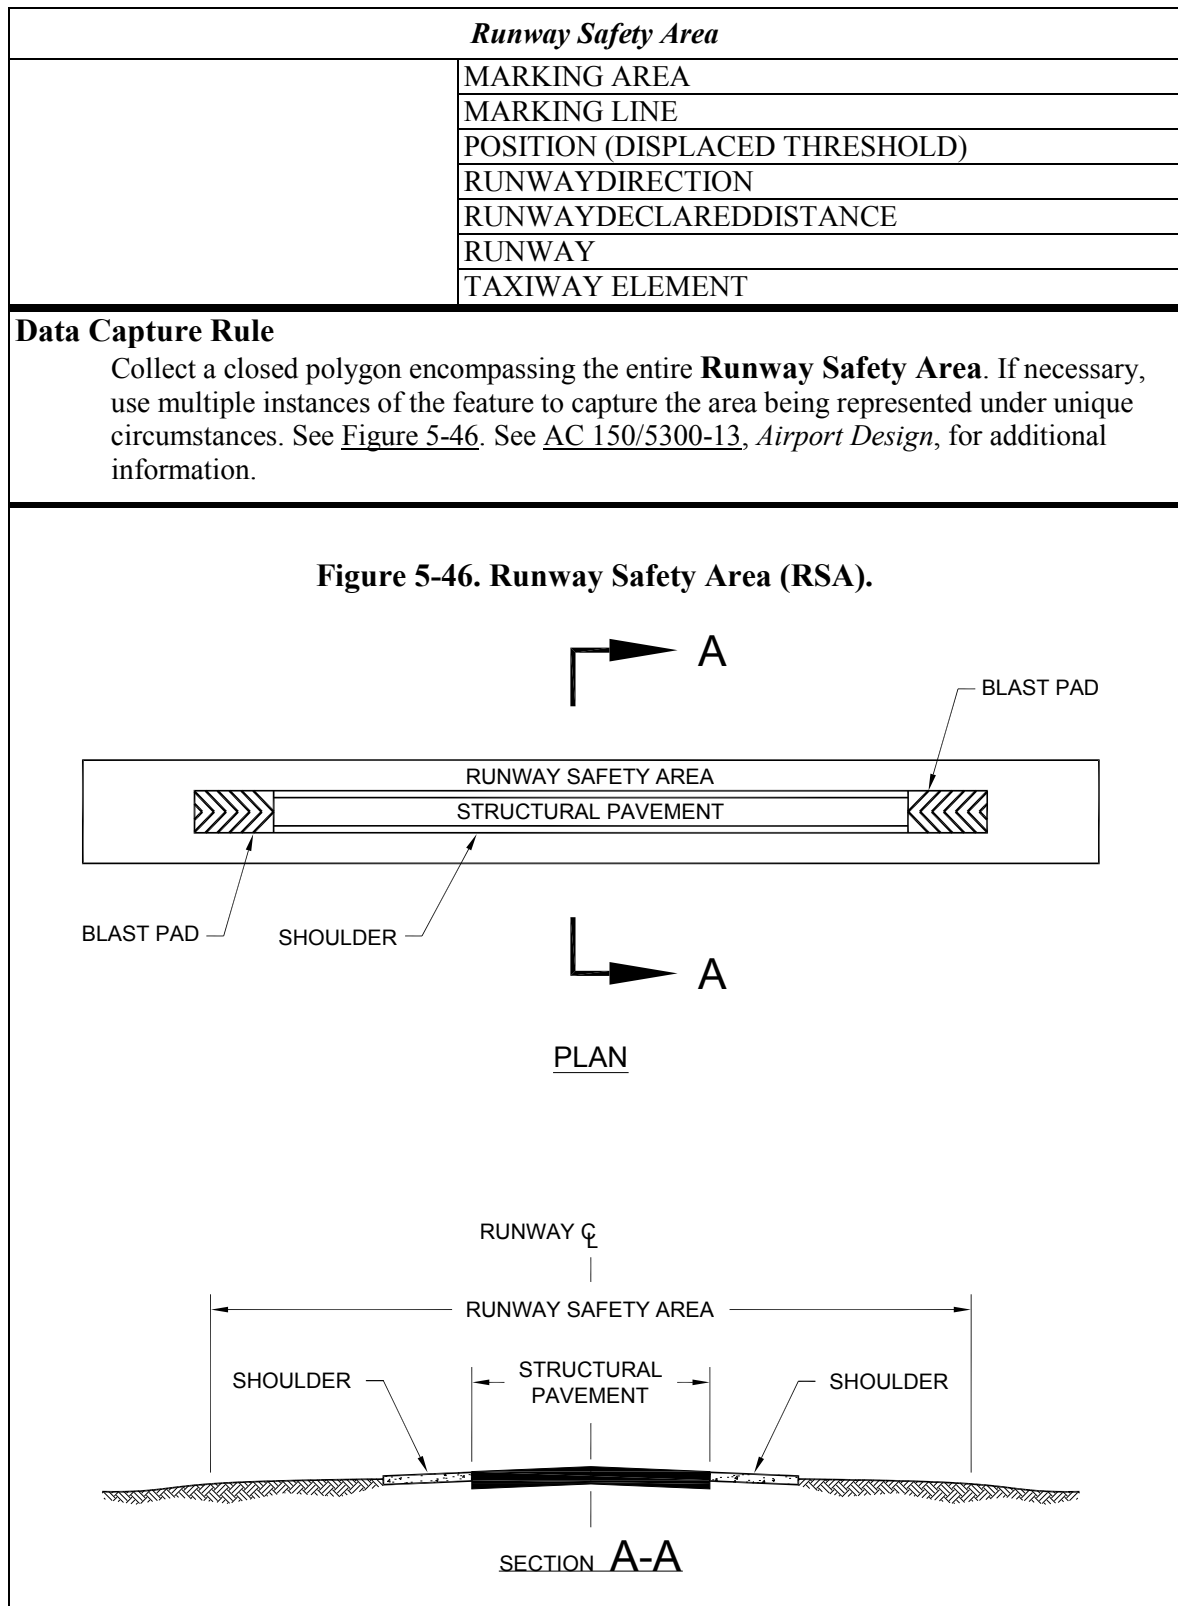 Runway Safety Area
MARKING AREA
MARKING LINE
POSITION (DISPLACED THRESHOLD)
RUNWAYDIRECTION
RUNWAYDECLAREDDISTANCE
RUNWAY
TAXIWAY ELEMENT
Data Capture Rule
Collect a closed polygon encompassing the entire Runway Safety Area. If necessary,
use multiple instances of the feature to capture the area being represented under unique
circumstances. See Figure 5-46. See AC 150/5300-13, Airport Design, for additional
information.
Figure 5-46. Runway Safety Area (RSA).
A
BLAST PAD
RUNWAY SAFETY AREA
STRUCTURAL PAVEMENT
BLAST PAD
SHOULDER
A
PLAN
RUNWAY ℄
RUNWAY SAFETY AREA
SHOULDER
STRUCTURAL
PAVEMENT
SHOULDER
SECTION A-A